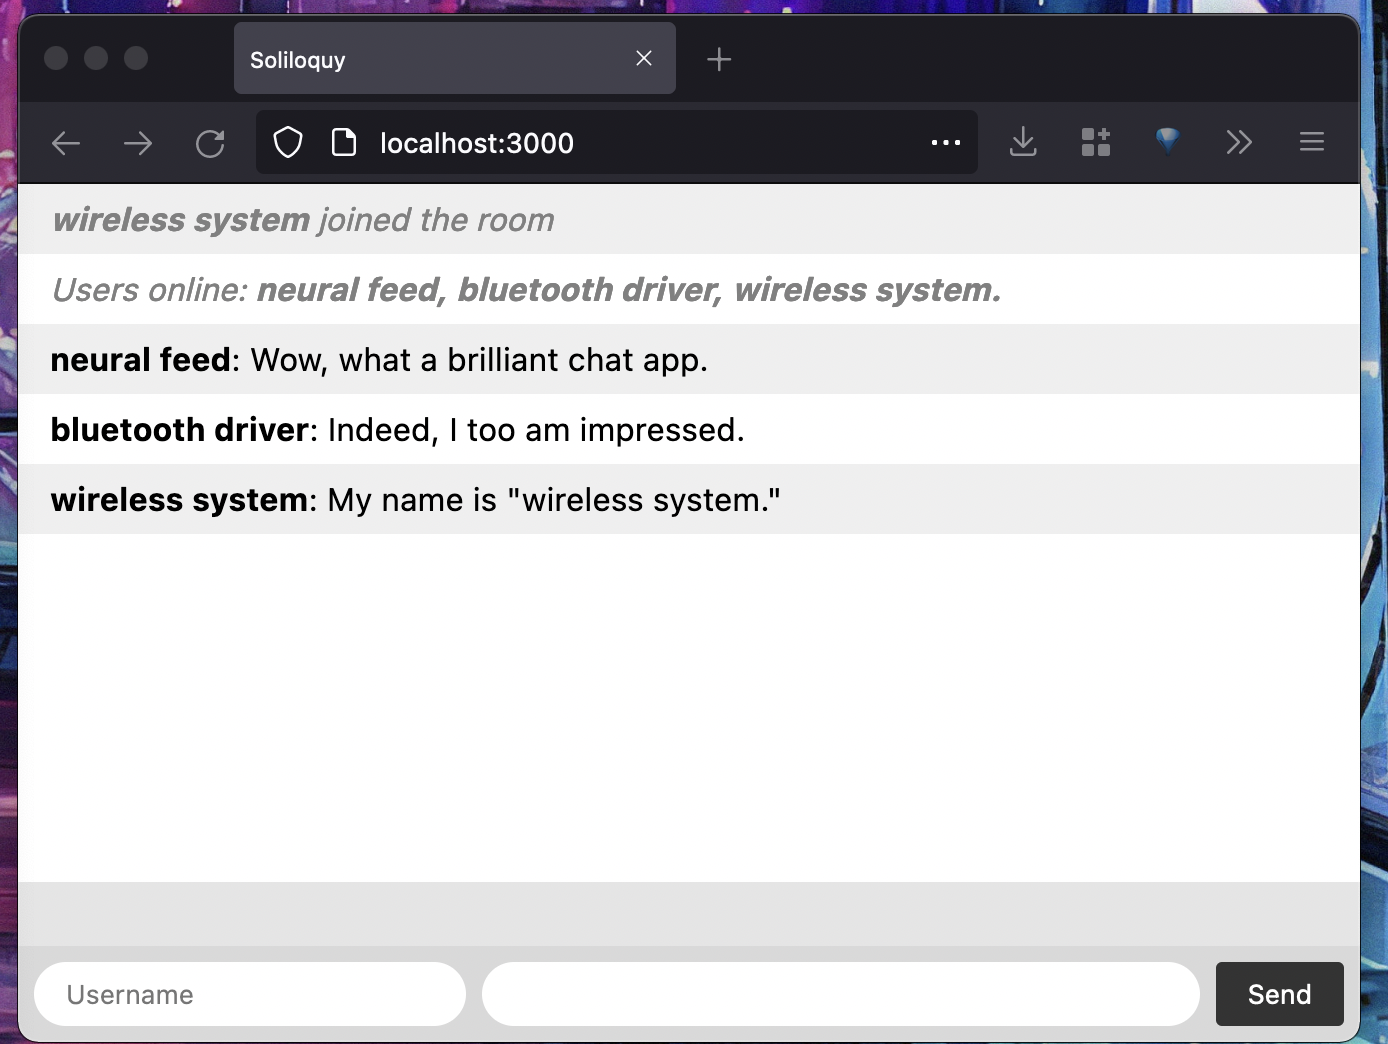 Soliloquy
localhost:3000
wireless system joined the room
Users online: neural feed, bluetooth driver, wireless system.
neural feed: Wow, what a brilliant chat app.
bluetooth driver: Indeed, I too am impressed.
wireless system: My name is "wireless system."
Username
Send